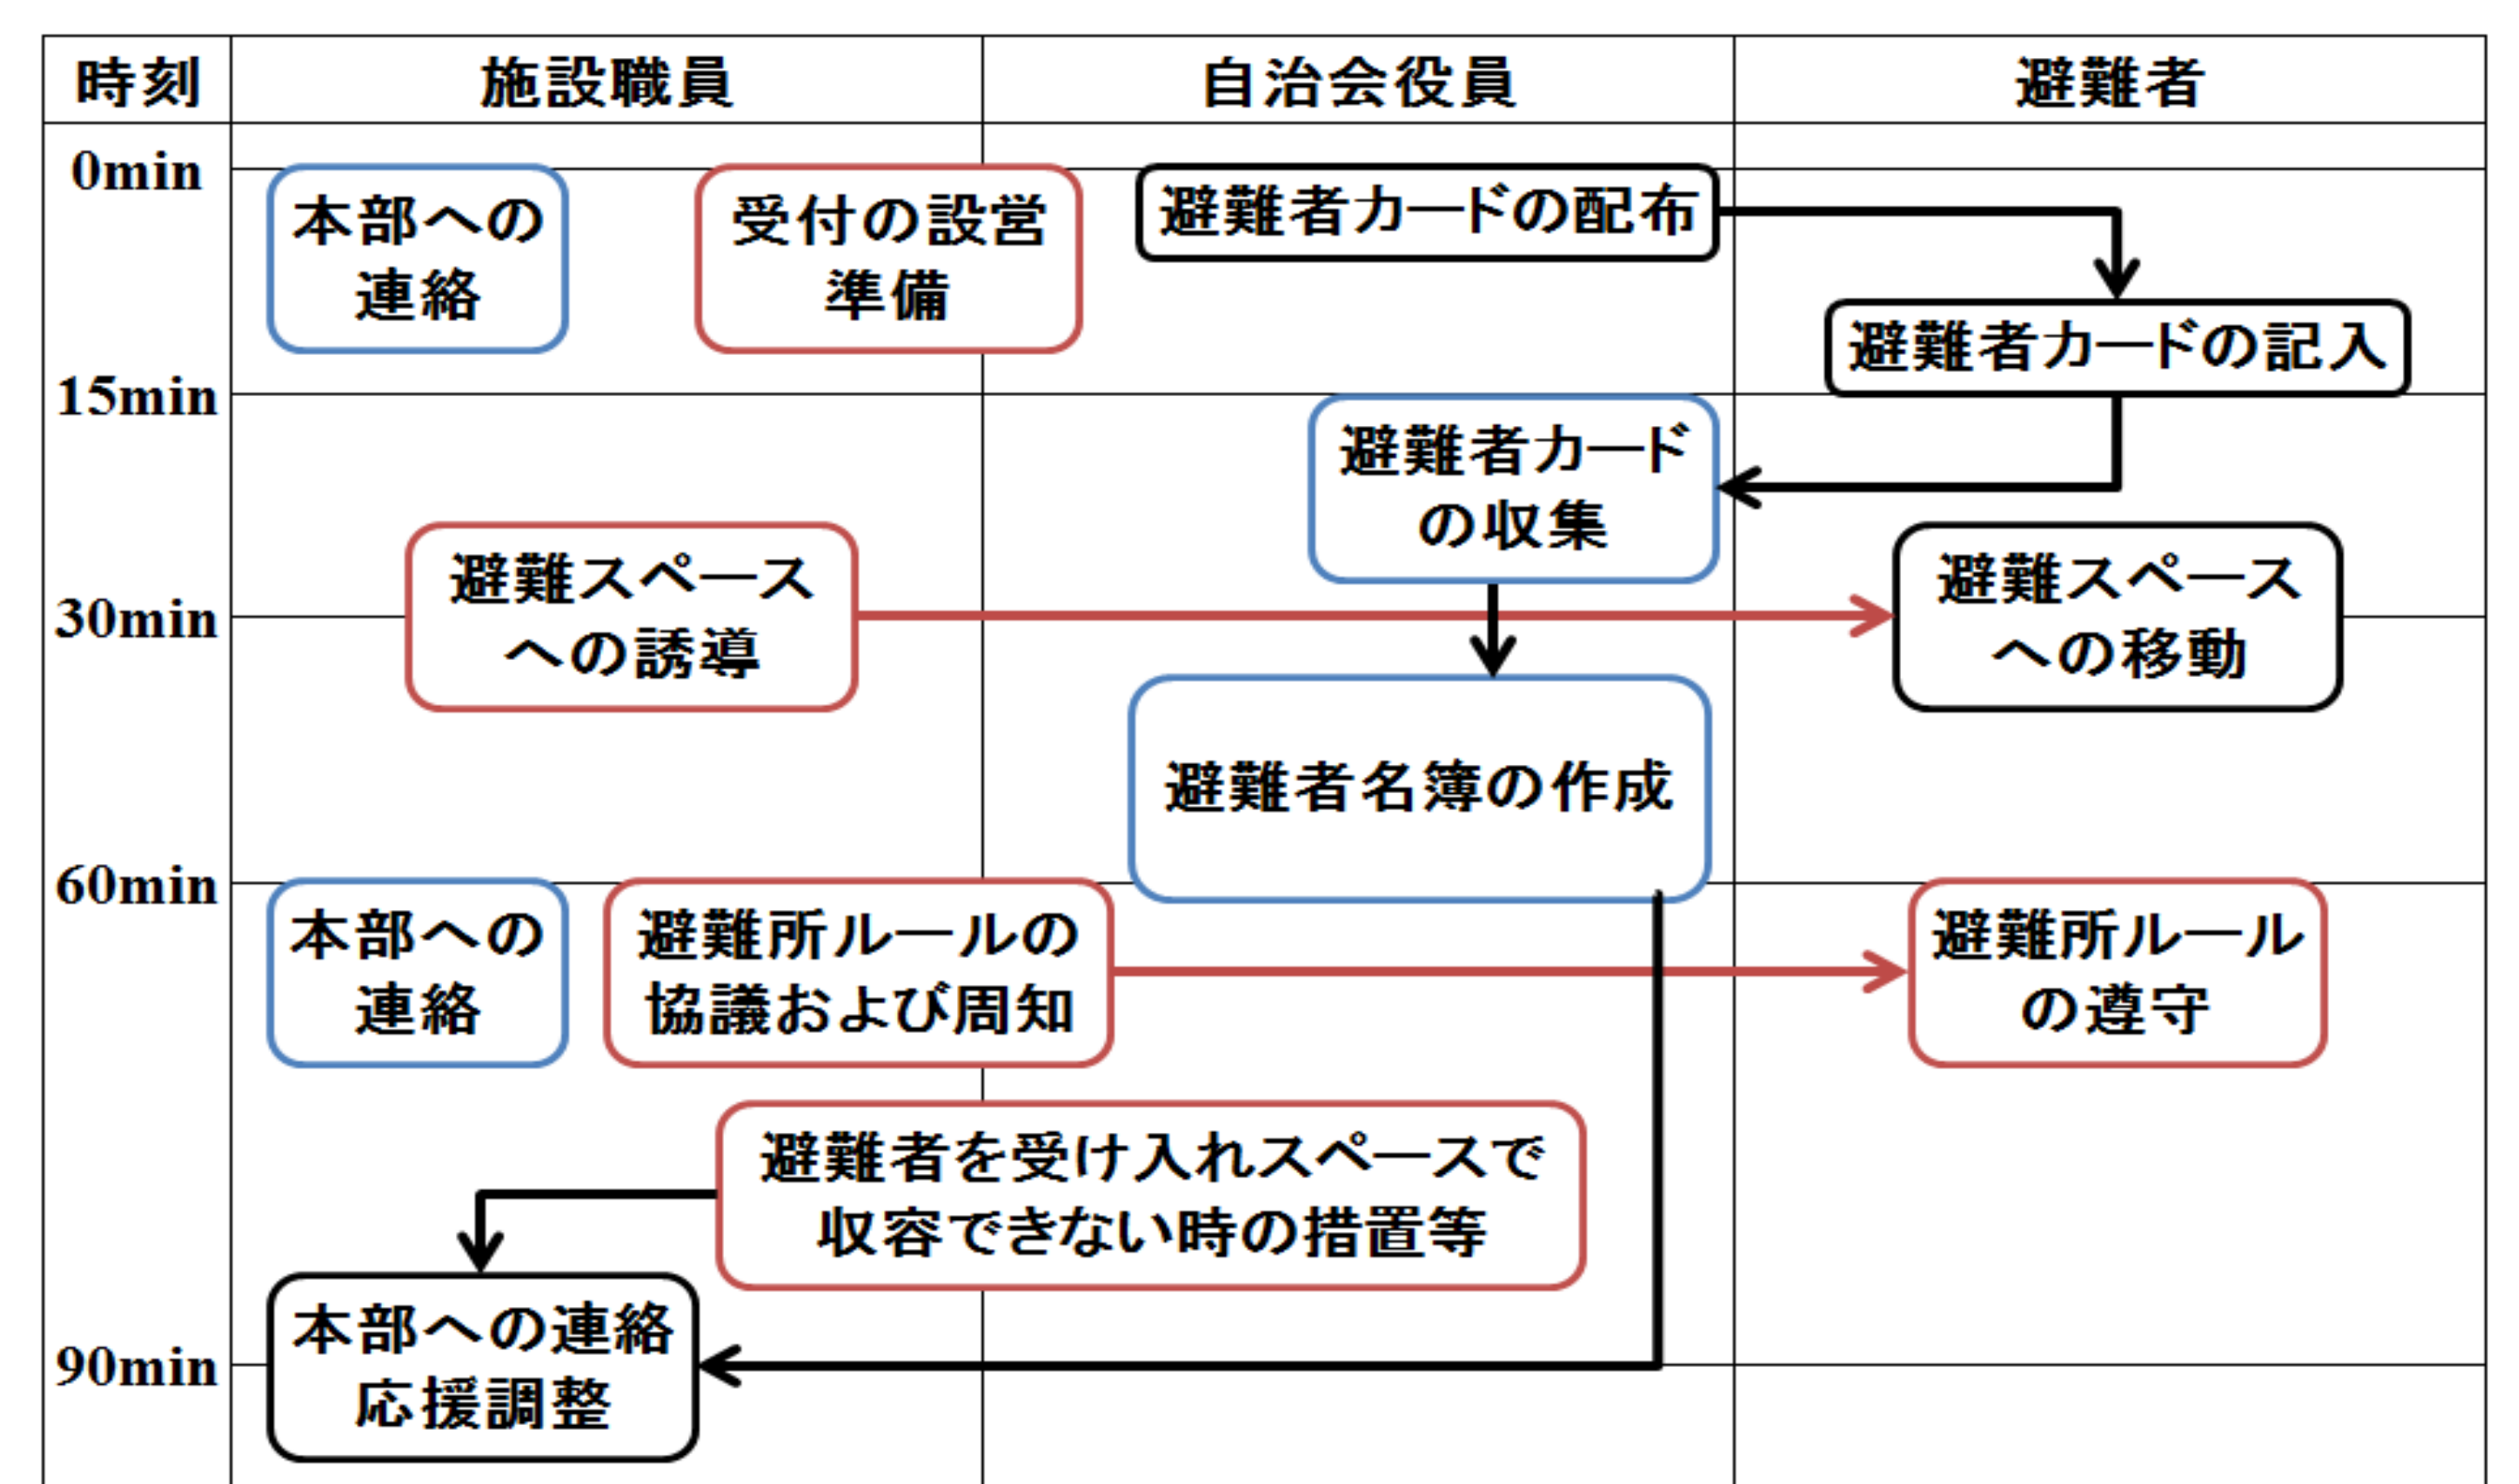 時刻
施設職員
自治会役員
避難者
0min
本部への
連絡
受付の設営
準備
避難者カードの配布
避難者カードの記入
15min
避難者カード
の収集
30min
避難スペース
への誘導
避難スペース
への移動
避難者名簿の作成
60min
本部への
連絡
避難所ルールの
協議および周知
避難所ルール
の遵守
避難者を受け入れスペースで
収容できない時の措置等
90min
本部への連絡
応援調整